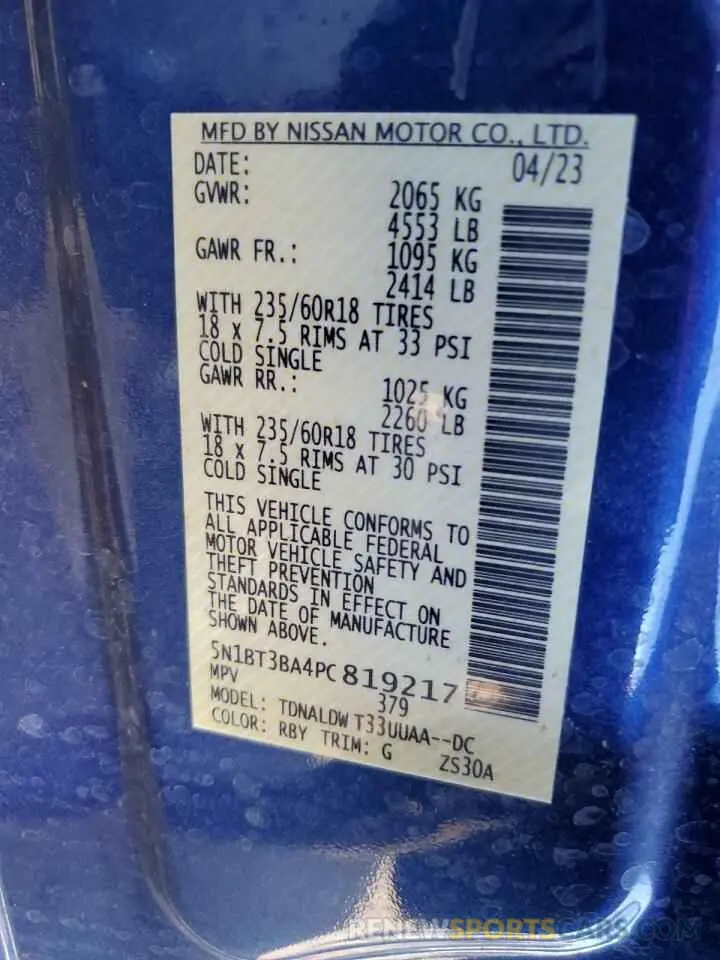 MFD BY NISSAN MOTOR CO., LTD.
DATE: 04/23
GVWR: 2065 KG
4553 LB
GAWR FR.: 1095 KG
2414 LB
WITH 235/60R18 TIRES
18 x 7.5 RIMS AT 33 PSI
COLD SINGLE
GAWR RR.: 1025 KG
2260 LB
WITH 235/60R18 TIRES
18 x 7.5 RIMS AT 30 PSI
COLD SINGLE
THIS VEHICLE CONFORMS TO
ALL APPLICABLE FEDERAL
MOTOR VEHICLE SAFETY AND
THEFT PREVENTION
STANDARDS IN EFFECT ON
THE DATE OF MANUFACTURE
SHOWN ABOVE.
5N1BT3BA4PC819217
MPV 379
MODEL: TDNALDW T33UUAA--DC
COLOR: RBY TRIM: G ZS30A
RENEWSPORTSCARS.COM